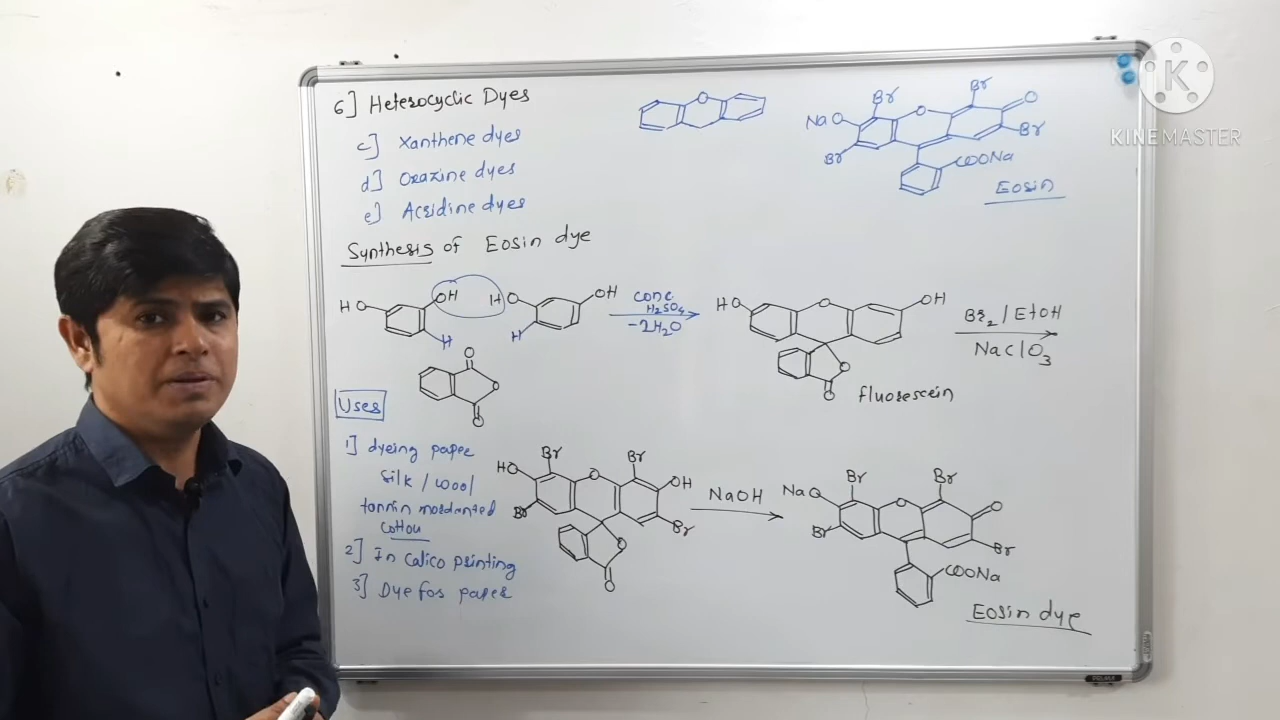 6] Heterocyclic Dyes
c] Xanthene dyes
d] Oxazine dyes
e] Acridine dyes
O
Br Br
NaO O O
Br Br
COONa
Eosin
K
KINEMASTER
Synthesis of Eosin dye
HO OH HO OH
H H
O
O
O
conc.
H2SO4
-2H2O
HO O OH
O
O
fluorescein
Br2 / EtOH
NaClO3
Uses
1] dyeing paper
silk / wool
tannin mordanted
cotton
2] In calico printing
3] Dye for paper
Br Br
HO O OH
Br Br
O
O
NaOH
Br Br
NaO O O
Br Br
COONa
Eosin dye